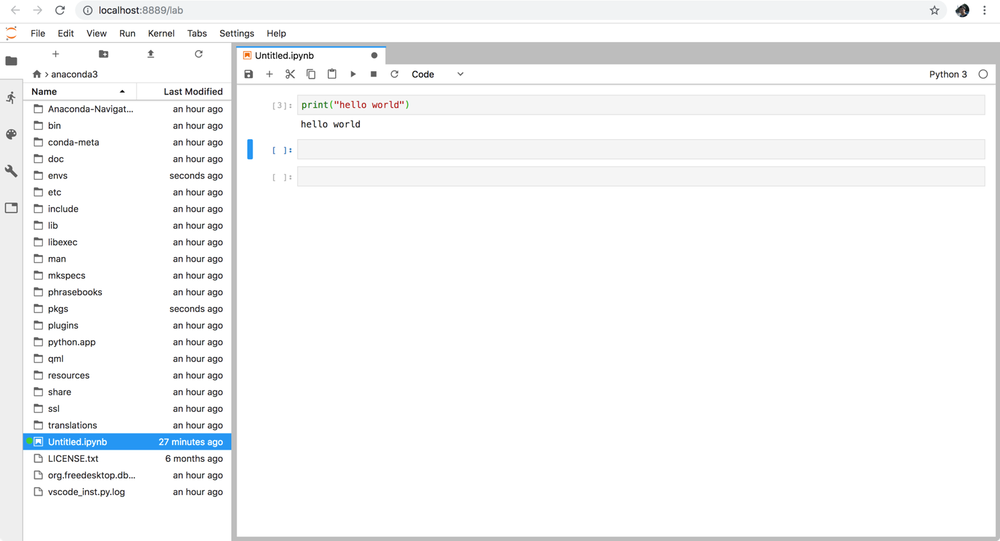 localhost:8889/lab
File Edit View Run Kernel Tabs Settings Help
> anaconda3
Name Last Modified
Anaconda-Navigat... an hour ago
bin an hour ago
conda-meta an hour ago
doc an hour ago
envs seconds ago
etc an hour ago
include an hour ago
lib an hour ago
libexec an hour ago
man an hour ago
mkspecs an hour ago
phrasebooks an hour ago
pkgs seconds ago
plugins an hour ago
python.app an hour ago
qml an hour ago
resources an hour ago
share an hour ago
ssl an hour ago
translations an hour ago
Untitled.ipynb 27 minutes ago
LICENSE.txt 6 months ago
org.freedesktop.db... an hour ago
vscode_inst.py.log an hour ago
Untitled.ipynb
Code Python 3
[3]: print("hello world")
hello world
[ ]:
[ ]: